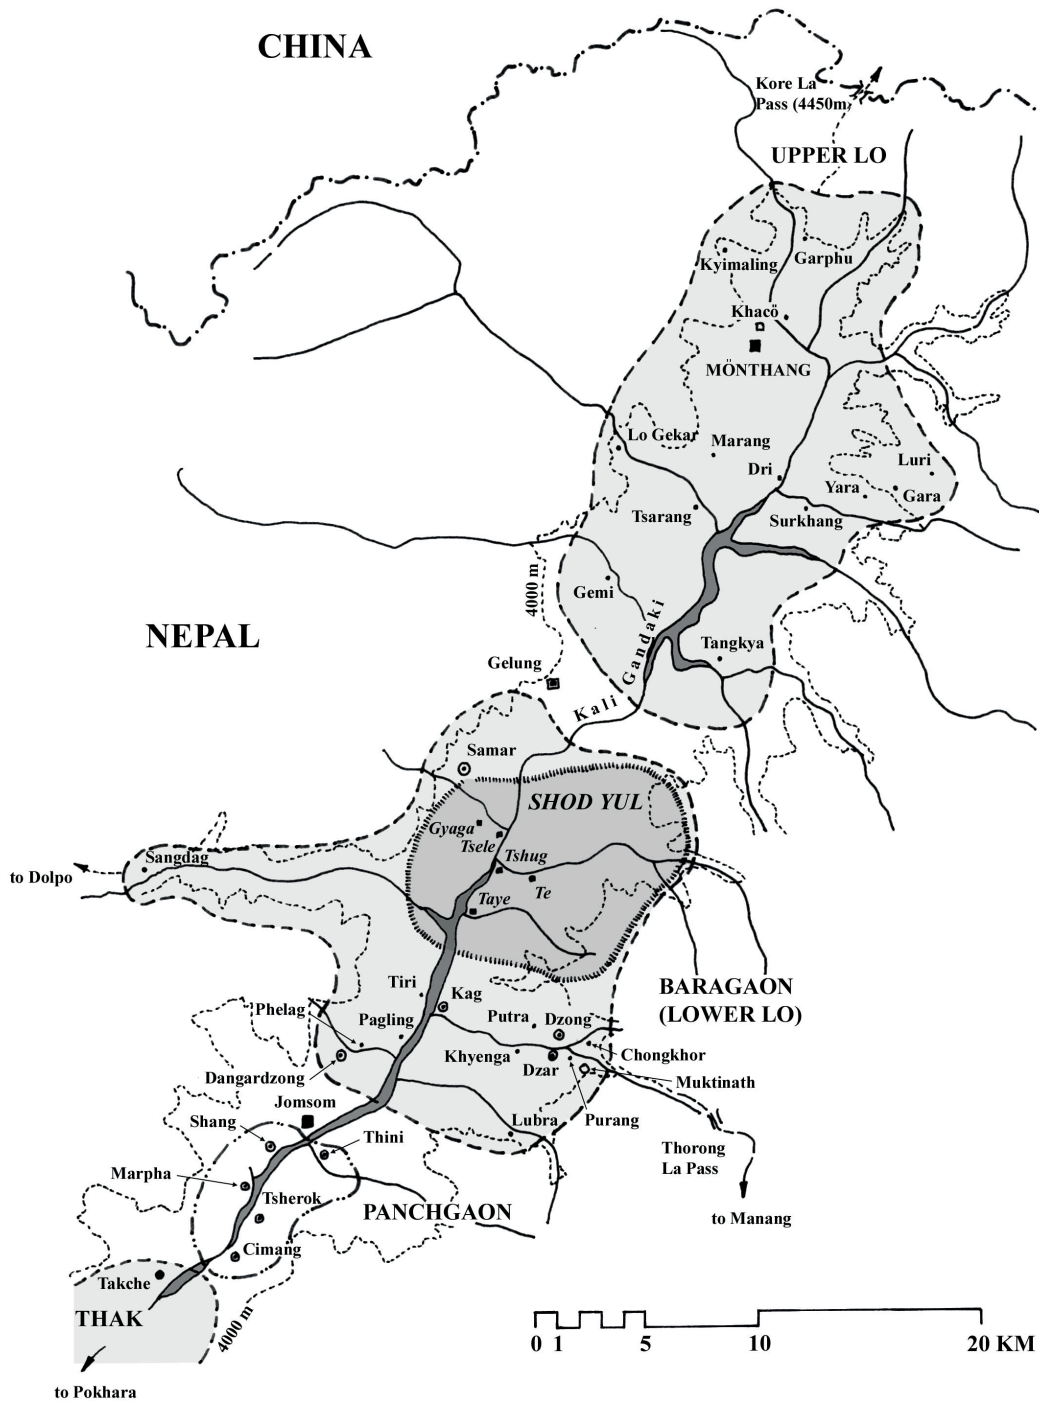 CHINA
Kore La
Pass (4450m
UPPER LO
Kyimaling
Garphu
Khacö
MÖNTHANG
Lo Gekar
Marang
Dri
Luri
Yara
Gara
Tsarang
Surkhang
4000 m
Gemi
NEPAL
Tangkya
Gelung
Kali Gandaki
Samar
SHOD YUL
Gyaga
Tsele
Tshug
Sangdag
to Dolpo
Te
Taye
BARAGAON
(LOWER LO)
Tiri
Kag
Phelag
Pagling
Putra
Dzong
Khyenga
Dzar
Chongkhor
Dangardzong
Muktinath
Jomsom
Shang
Thini
Lubra
Purang
Thorong
La Pass
Marpha
Tsherok
PANCHGAON
to Manang
Cimang
Takche
THAK
4000 m
0 1 5 10 20 KM
to Pokhara